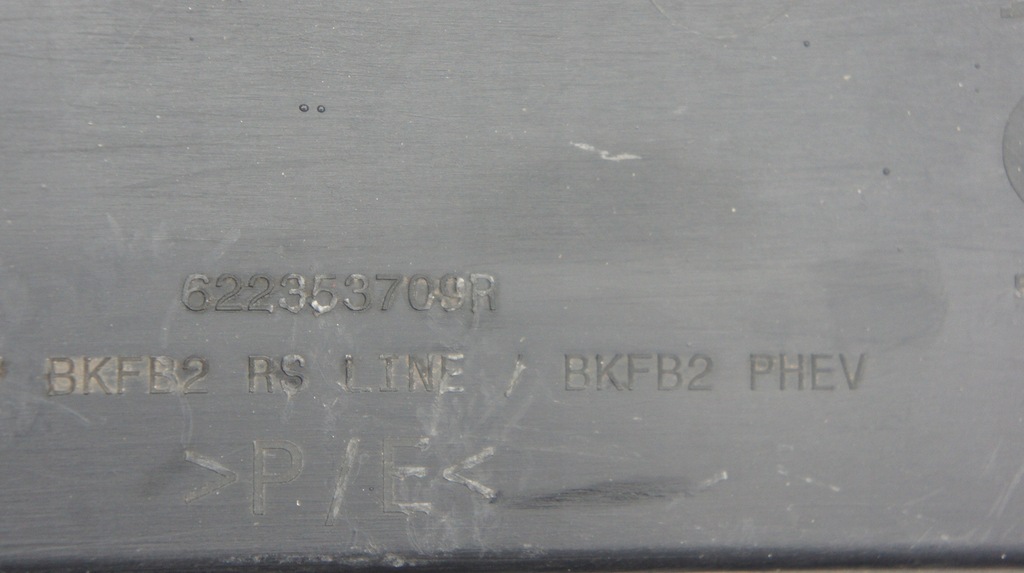 622353709R
BKFB2 RS LINE / BKFB2 PHEV
>P/E<